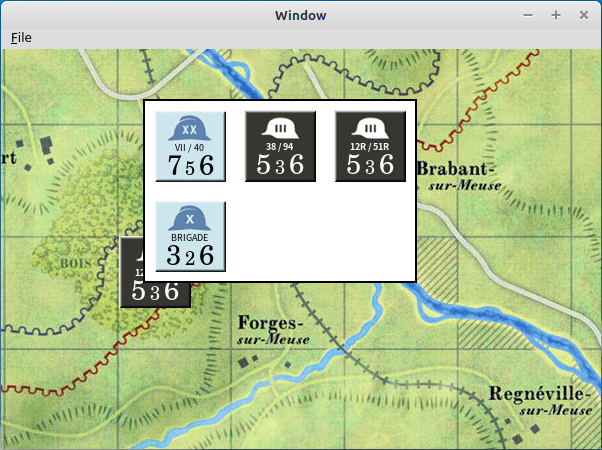 Window
File
XX
VII / 40
7 5 6
III
38 / 94
5 3 6
III
12R / 51R
5 3 6
X
BRIGADE
3 2 6
rt
Brabant-
sur-Meuse
BOIS
12
5 3 6
Forges-
sur-Meuse
Regnéville-
sur-Meuse